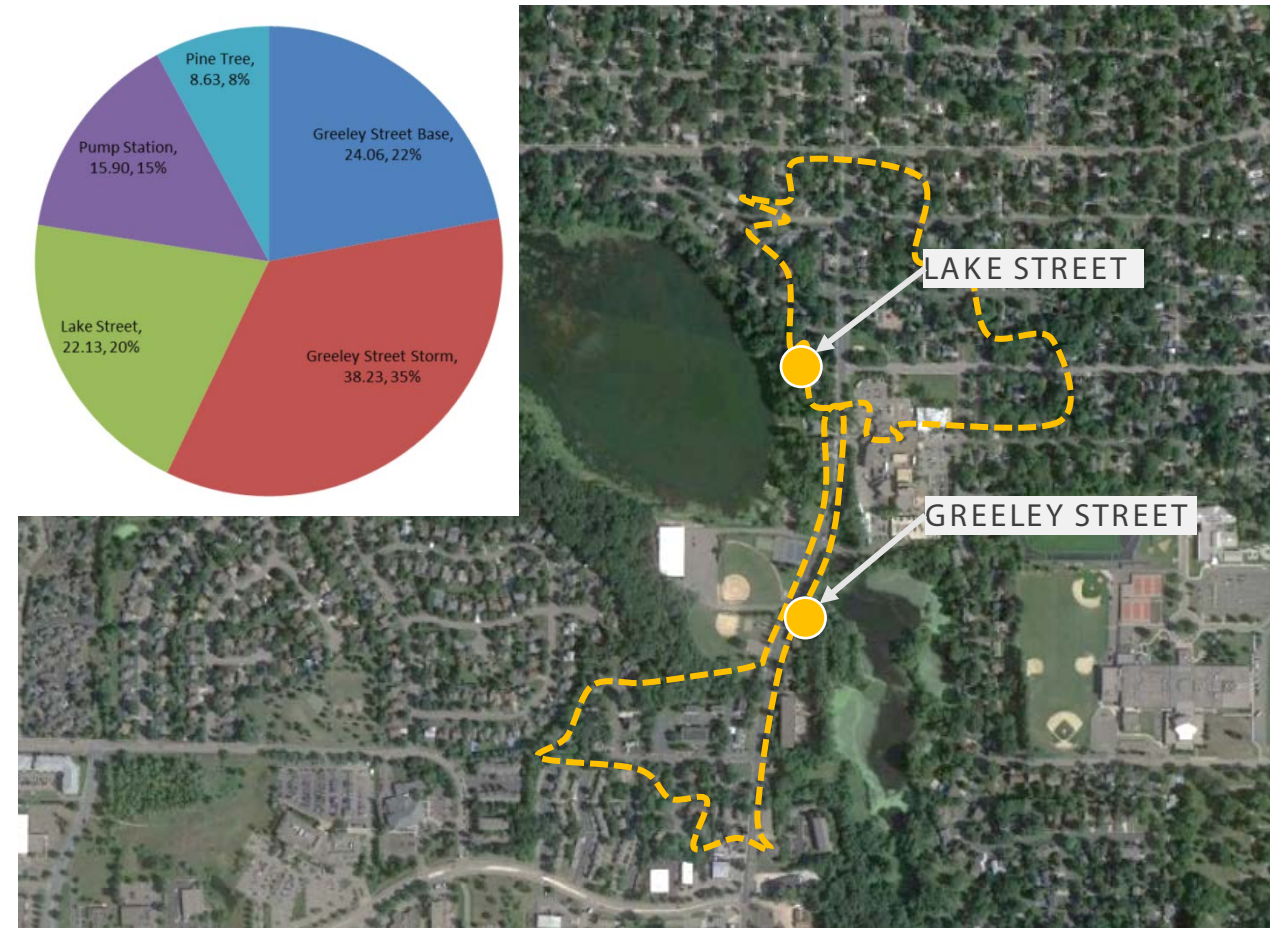 Pine Tree,
8.63, 8%
Greeley Street Base,
24.06, 22%
Pump Station,
15.90, 15%
Lake Street,
22.13, 20%
Greeley Street Storm,
38.23, 35%
LAKE STREET
GREELEY STREET